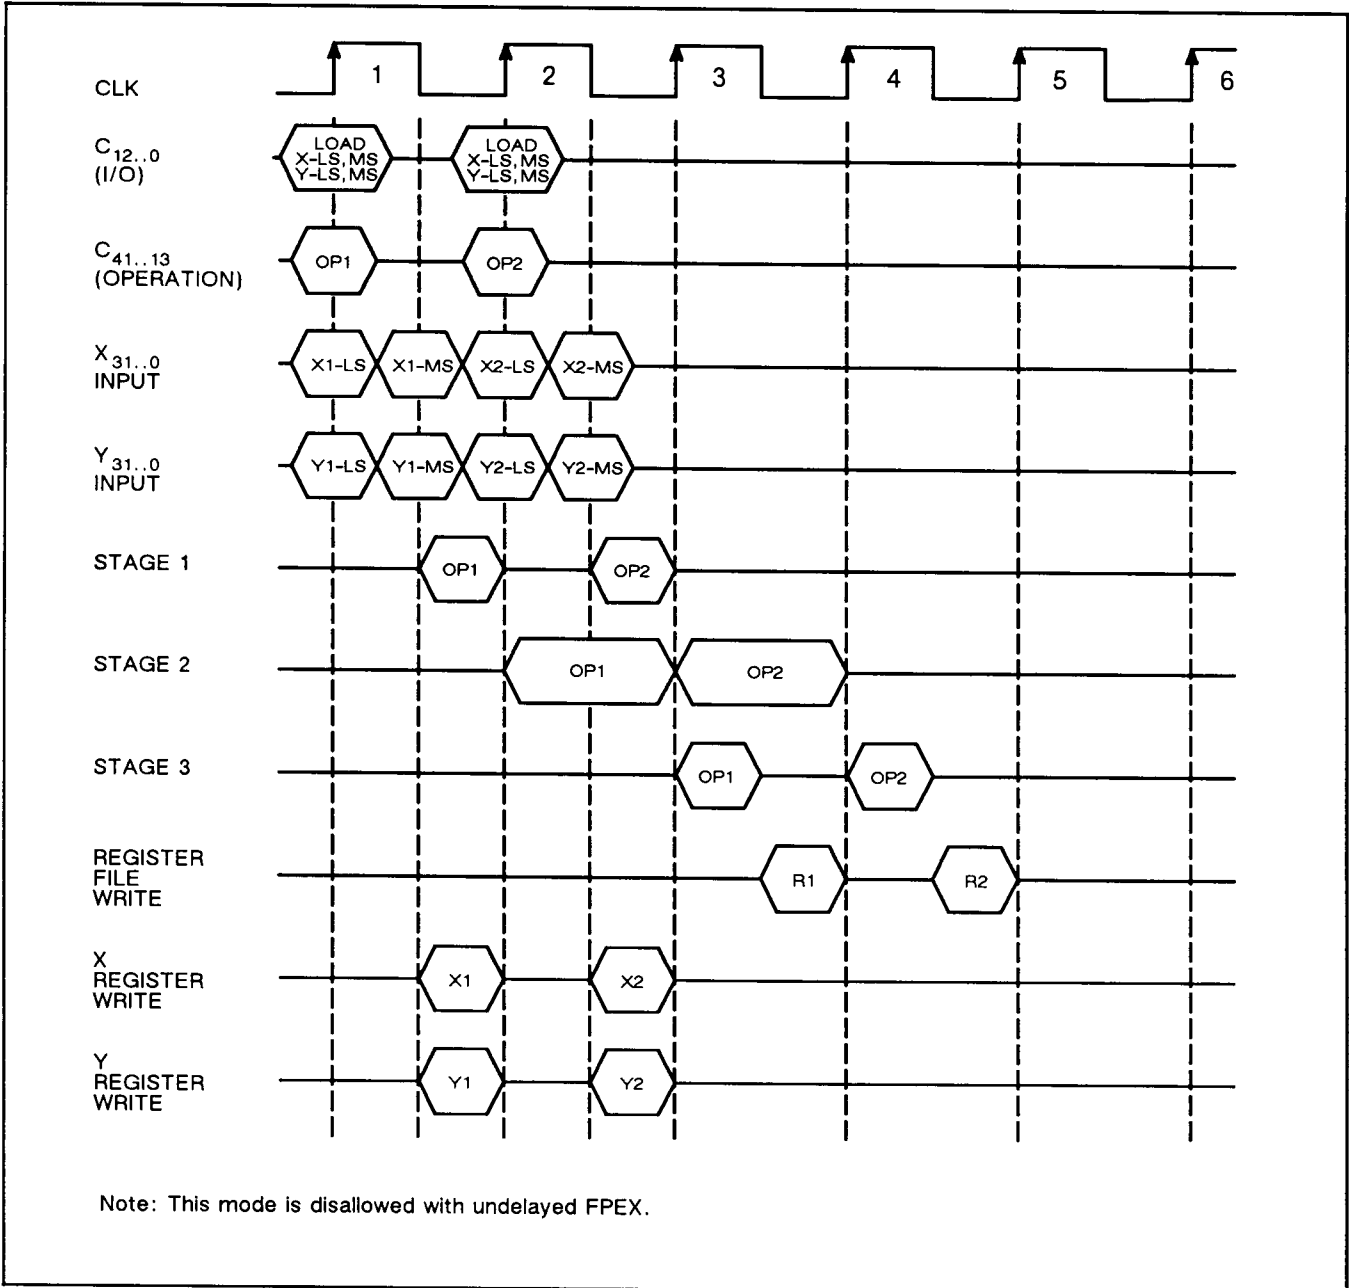 CLK
1 2 3 4 5 6
C12..0
(I/O)
LOAD
X-LS, MS
Y-LS, MS
LOAD
X-LS, MS
Y-LS, MS
C41..13
(OPERATION)
OP1 OP2
X31..0
INPUT
X1-LS X1-MS X2-LS X2-MS
Y31..0
INPUT
Y1-LS Y1-MS Y2-LS Y2-MS
STAGE 1
OP1 OP2
STAGE 2
OP1 OP2
STAGE 3
OP1 OP2
REGISTER
FILE
WRITE
R1 R2
X
REGISTER
WRITE
X1 X2
Y
REGISTER
WRITE
Y1 Y2
Note: This mode is disallowed with undelayed FPEX.